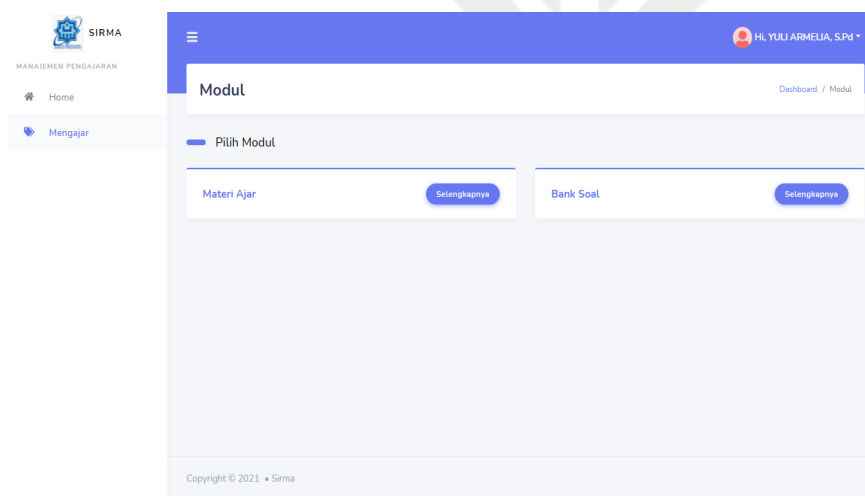 SIRMA
Hi, YULI ARMELIA, S.Pd
MANAJEMEN PENGAJARAN
Home
Mengajar
Modul
Dashboard / Modul
Pilih Modul
Materi Ajar
Selengkapnya
Bank Soal
Selengkapnya
Copyright © 2021 • Sirma